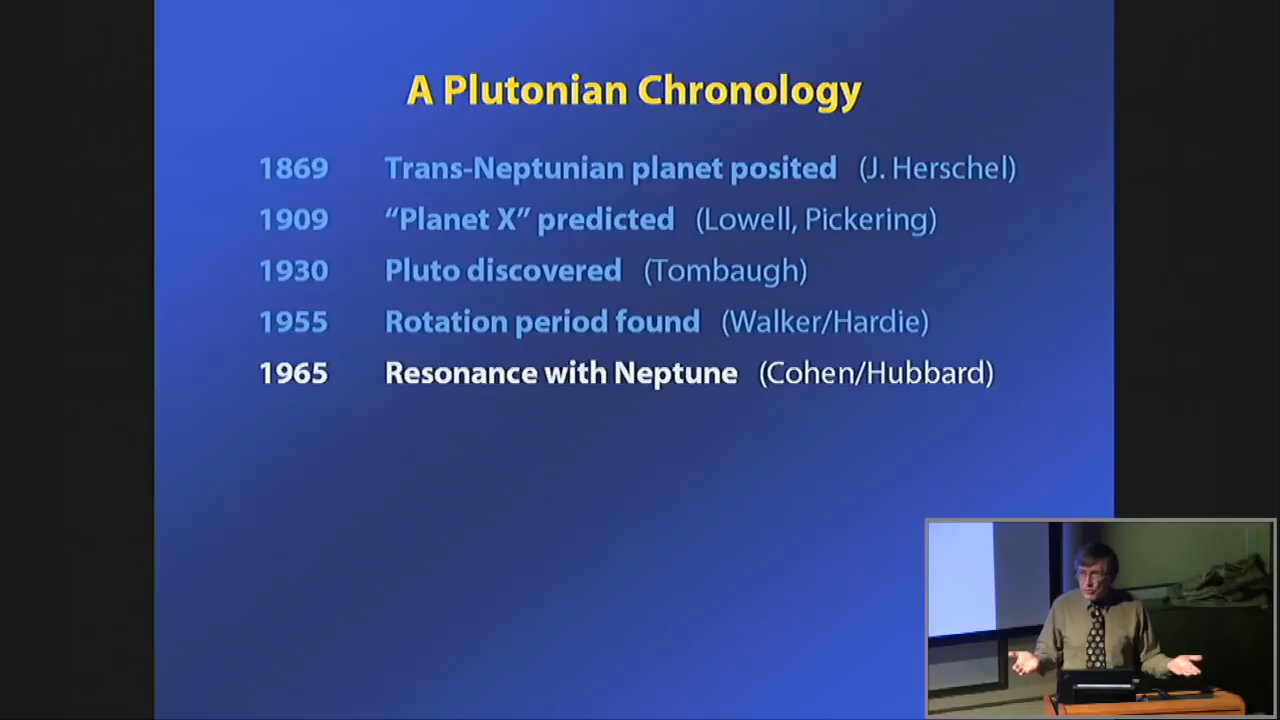 A Plutonian Chronology
1869 Trans-Neptunian planet posited (J. Herschel)
1909 “Planet X” predicted (Lowell, Pickering)
1930 Pluto discovered (Tombaugh)
1955 Rotation period found (Walker/Hardie)
1965 Resonance with Neptune (Cohen/Hubbard)